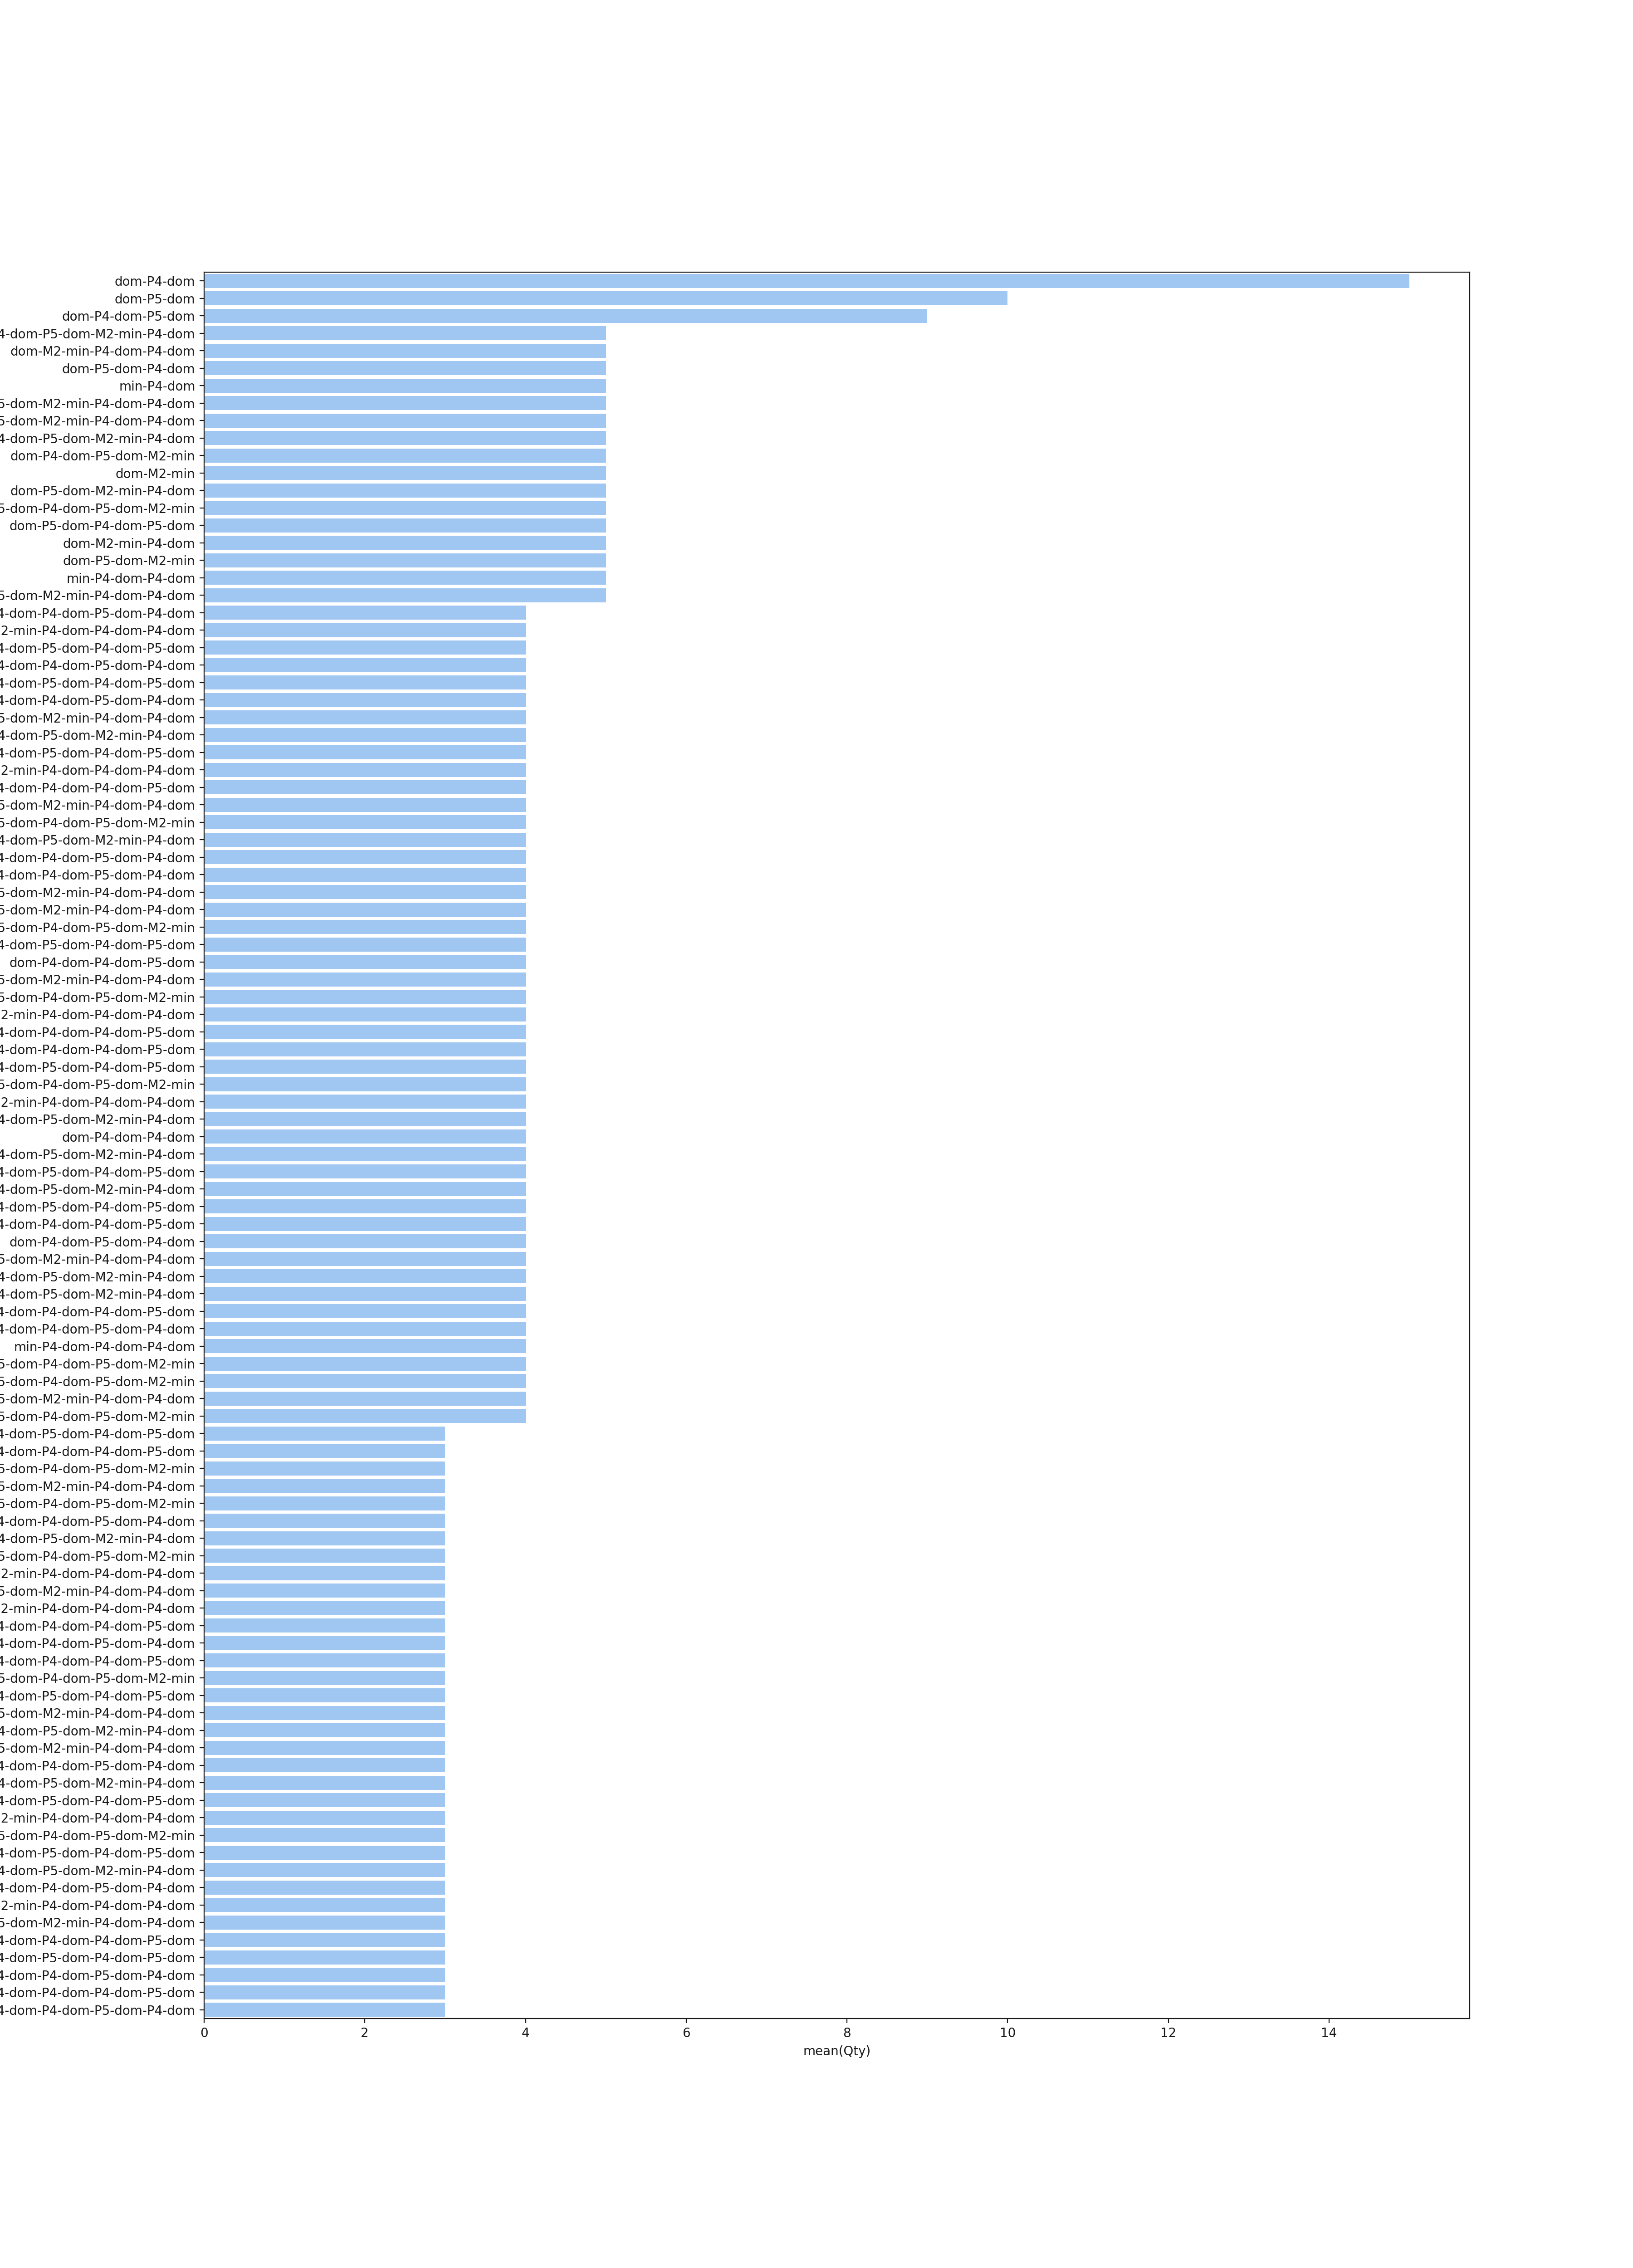 dom-P4-dom
dom-P5-dom
dom-P4-dom-P5-dom
4-dom-P5-dom-M2-min-P4-dom
dom-M2-min-P4-dom-P4-dom
dom-P5-dom-P4-dom
min-P4-dom
5-dom-M2-min-P4-dom-P4-dom
5-dom-M2-min-P4-dom-P4-dom
4-dom-P5-dom-M2-min-P4-dom
dom-P4-dom-P5-dom-M2-min
dom-M2-min
dom-P5-dom-M2-min-P4-dom
5-dom-P4-dom-P5-dom-M2-min
dom-P5-dom-P4-dom-P5-dom
dom-M2-min-P4-dom
dom-P5-dom-M2-min
min-P4-dom-P4-dom
5-dom-M2-min-P4-dom-P4-dom
4-dom-P4-dom-P5-dom-P4-dom
2-min-P4-dom-P4-dom-P4-dom
4-dom-P5-dom-P4-dom-P5-dom
4-dom-P4-dom-P5-dom-P4-dom
4-dom-P5-dom-P4-dom-P5-dom
4-dom-P4-dom-P5-dom-P4-dom
5-dom-M2-min-P4-dom-P4-dom
4-dom-P5-dom-M2-min-P4-dom
4-dom-P5-dom-P4-dom-P5-dom
2-min-P4-dom-P4-dom-P4-dom
4-dom-P4-dom-P4-dom-P5-dom
5-dom-M2-min-P4-dom-P4-dom
5-dom-P4-dom-P5-dom-M2-min
4-dom-P5-dom-M2-min-P4-dom
4-dom-P4-dom-P5-dom-P4-dom
4-dom-P4-dom-P5-dom-P4-dom
5-dom-M2-min-P4-dom-P4-dom
5-dom-M2-min-P4-dom-P4-dom
5-dom-P4-dom-P5-dom-M2-min
4-dom-P5-dom-P4-dom-P5-dom
dom-P4-dom-P4-dom-P5-dom
5-dom-M2-min-P4-dom-P4-dom
5-dom-P4-dom-P5-dom-M2-min
2-min-P4-dom-P4-dom-P4-dom
4-dom-P4-dom-P4-dom-P5-dom
4-dom-P4-dom-P4-dom-P5-dom
4-dom-P5-dom-P4-dom-P5-dom
5-dom-P4-dom-P5-dom-M2-min
2-min-P4-dom-P4-dom-P4-dom
4-dom-P5-dom-M2-min-P4-dom
dom-P4-dom-P4-dom
4-dom-P5-dom-M2-min-P4-dom
4-dom-P5-dom-P4-dom-P5-dom
4-dom-P5-dom-M2-min-P4-dom
4-dom-P5-dom-P4-dom-P5-dom
4-dom-P4-dom-P4-dom-P5-dom
dom-P4-dom-P5-dom-P4-dom
5-dom-M2-min-P4-dom-P4-dom
4-dom-P5-dom-M2-min-P4-dom
4-dom-P5-dom-M2-min-P4-dom
4-dom-P4-dom-P4-dom-P5-dom
4-dom-P4-dom-P5-dom-P4-dom
min-P4-dom-P4-dom-P4-dom
5-dom-P4-dom-P5-dom-M2-min
5-dom-P4-dom-P5-dom-M2-min
5-dom-M2-min-P4-dom-P4-dom
5-dom-P4-dom-P5-dom-M2-min
4-dom-P5-dom-P4-dom-P5-dom
4-dom-P4-dom-P4-dom-P5-dom
5-dom-P4-dom-P5-dom-M2-min
5-dom-M2-min-P4-dom-P4-dom
5-dom-P4-dom-P5-dom-M2-min
4-dom-P4-dom-P5-dom-P4-dom
4-dom-P5-dom-M2-min-P4-dom
5-dom-P4-dom-P5-dom-M2-min
2-min-P4-dom-P4-dom-P4-dom
5-dom-M2-min-P4-dom-P4-dom
2-min-P4-dom-P4-dom-P4-dom
4-dom-P4-dom-P4-dom-P5-dom
4-dom-P4-dom-P5-dom-P4-dom
4-dom-P4-dom-P4-dom-P5-dom
5-dom-P4-dom-P5-dom-M2-min
4-dom-P5-dom-P4-dom-P5-dom
5-dom-M2-min-P4-dom-P4-dom
4-dom-P5-dom-M2-min-P4-dom
5-dom-M2-min-P4-dom-P4-dom
4-dom-P4-dom-P5-dom-P4-dom
4-dom-P5-dom-M2-min-P4-dom
4-dom-P5-dom-P4-dom-P5-dom
2-min-P4-dom-P4-dom-P4-dom
5-dom-P4-dom-P5-dom-M2-min
4-dom-P5-dom-P4-dom-P5-dom
4-dom-P5-dom-M2-min-P4-dom
4-dom-P4-dom-P5-dom-P4-dom
2-min-P4-dom-P4-dom-P4-dom
5-dom-M2-min-P4-dom-P4-dom
4-dom-P4-dom-P4-dom-P5-dom
4-dom-P5-dom-P4-dom-P5-dom
4-dom-P4-dom-P5-dom-P4-dom
4-dom-P4-dom-P4-dom-P5-dom
4-dom-P4-dom-P5-dom-P4-dom
0 2 4 6 8 10 12 14
mean(Qty)